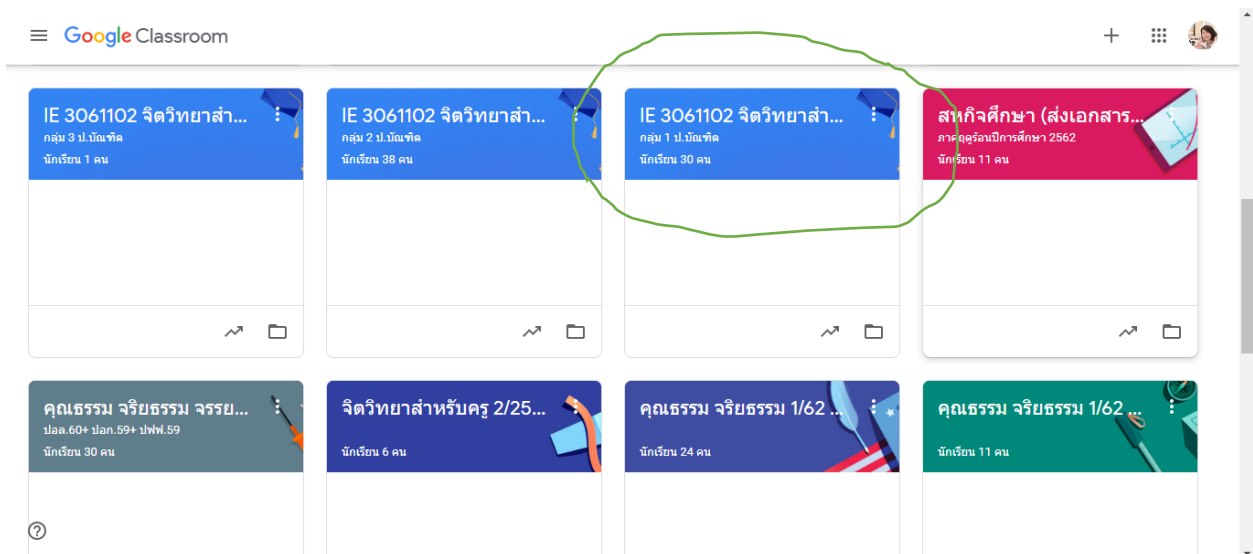 Google Classroom
IE 3061102 จิตวิทยาสำ...
กลุ่ม 3 ป.บัณฑิต
นักเรียน 1 คน
IE 3061102 จิตวิทยาสำ...
กลุ่ม 2 ป.บัณฑิต
นักเรียน 38 คน
IE 3061102 จิตวิทยาสำ...
กลุ่ม 1 ป.บัณฑิต
นักเรียน 30 คน
สหกิจศึกษา (ส่งเอกสาร...
ภาคฤดูร้อนปีการศึกษา 2562
นักเรียน 11 คน
คุณธรรม จริยธรรม จรรย...
ปอล.60+ ปอก.59+ ปฟฟ.59
นักเรียน 30 คน
จิตวิทยาสำหรับครู 2/25...
นักเรียน 6 คน
คุณธรรม จริยธรรม 1/62 ...
นักเรียน 24 คน
คุณธรรม จริยธรรม 1/62 ...
นักเรียน 11 คน